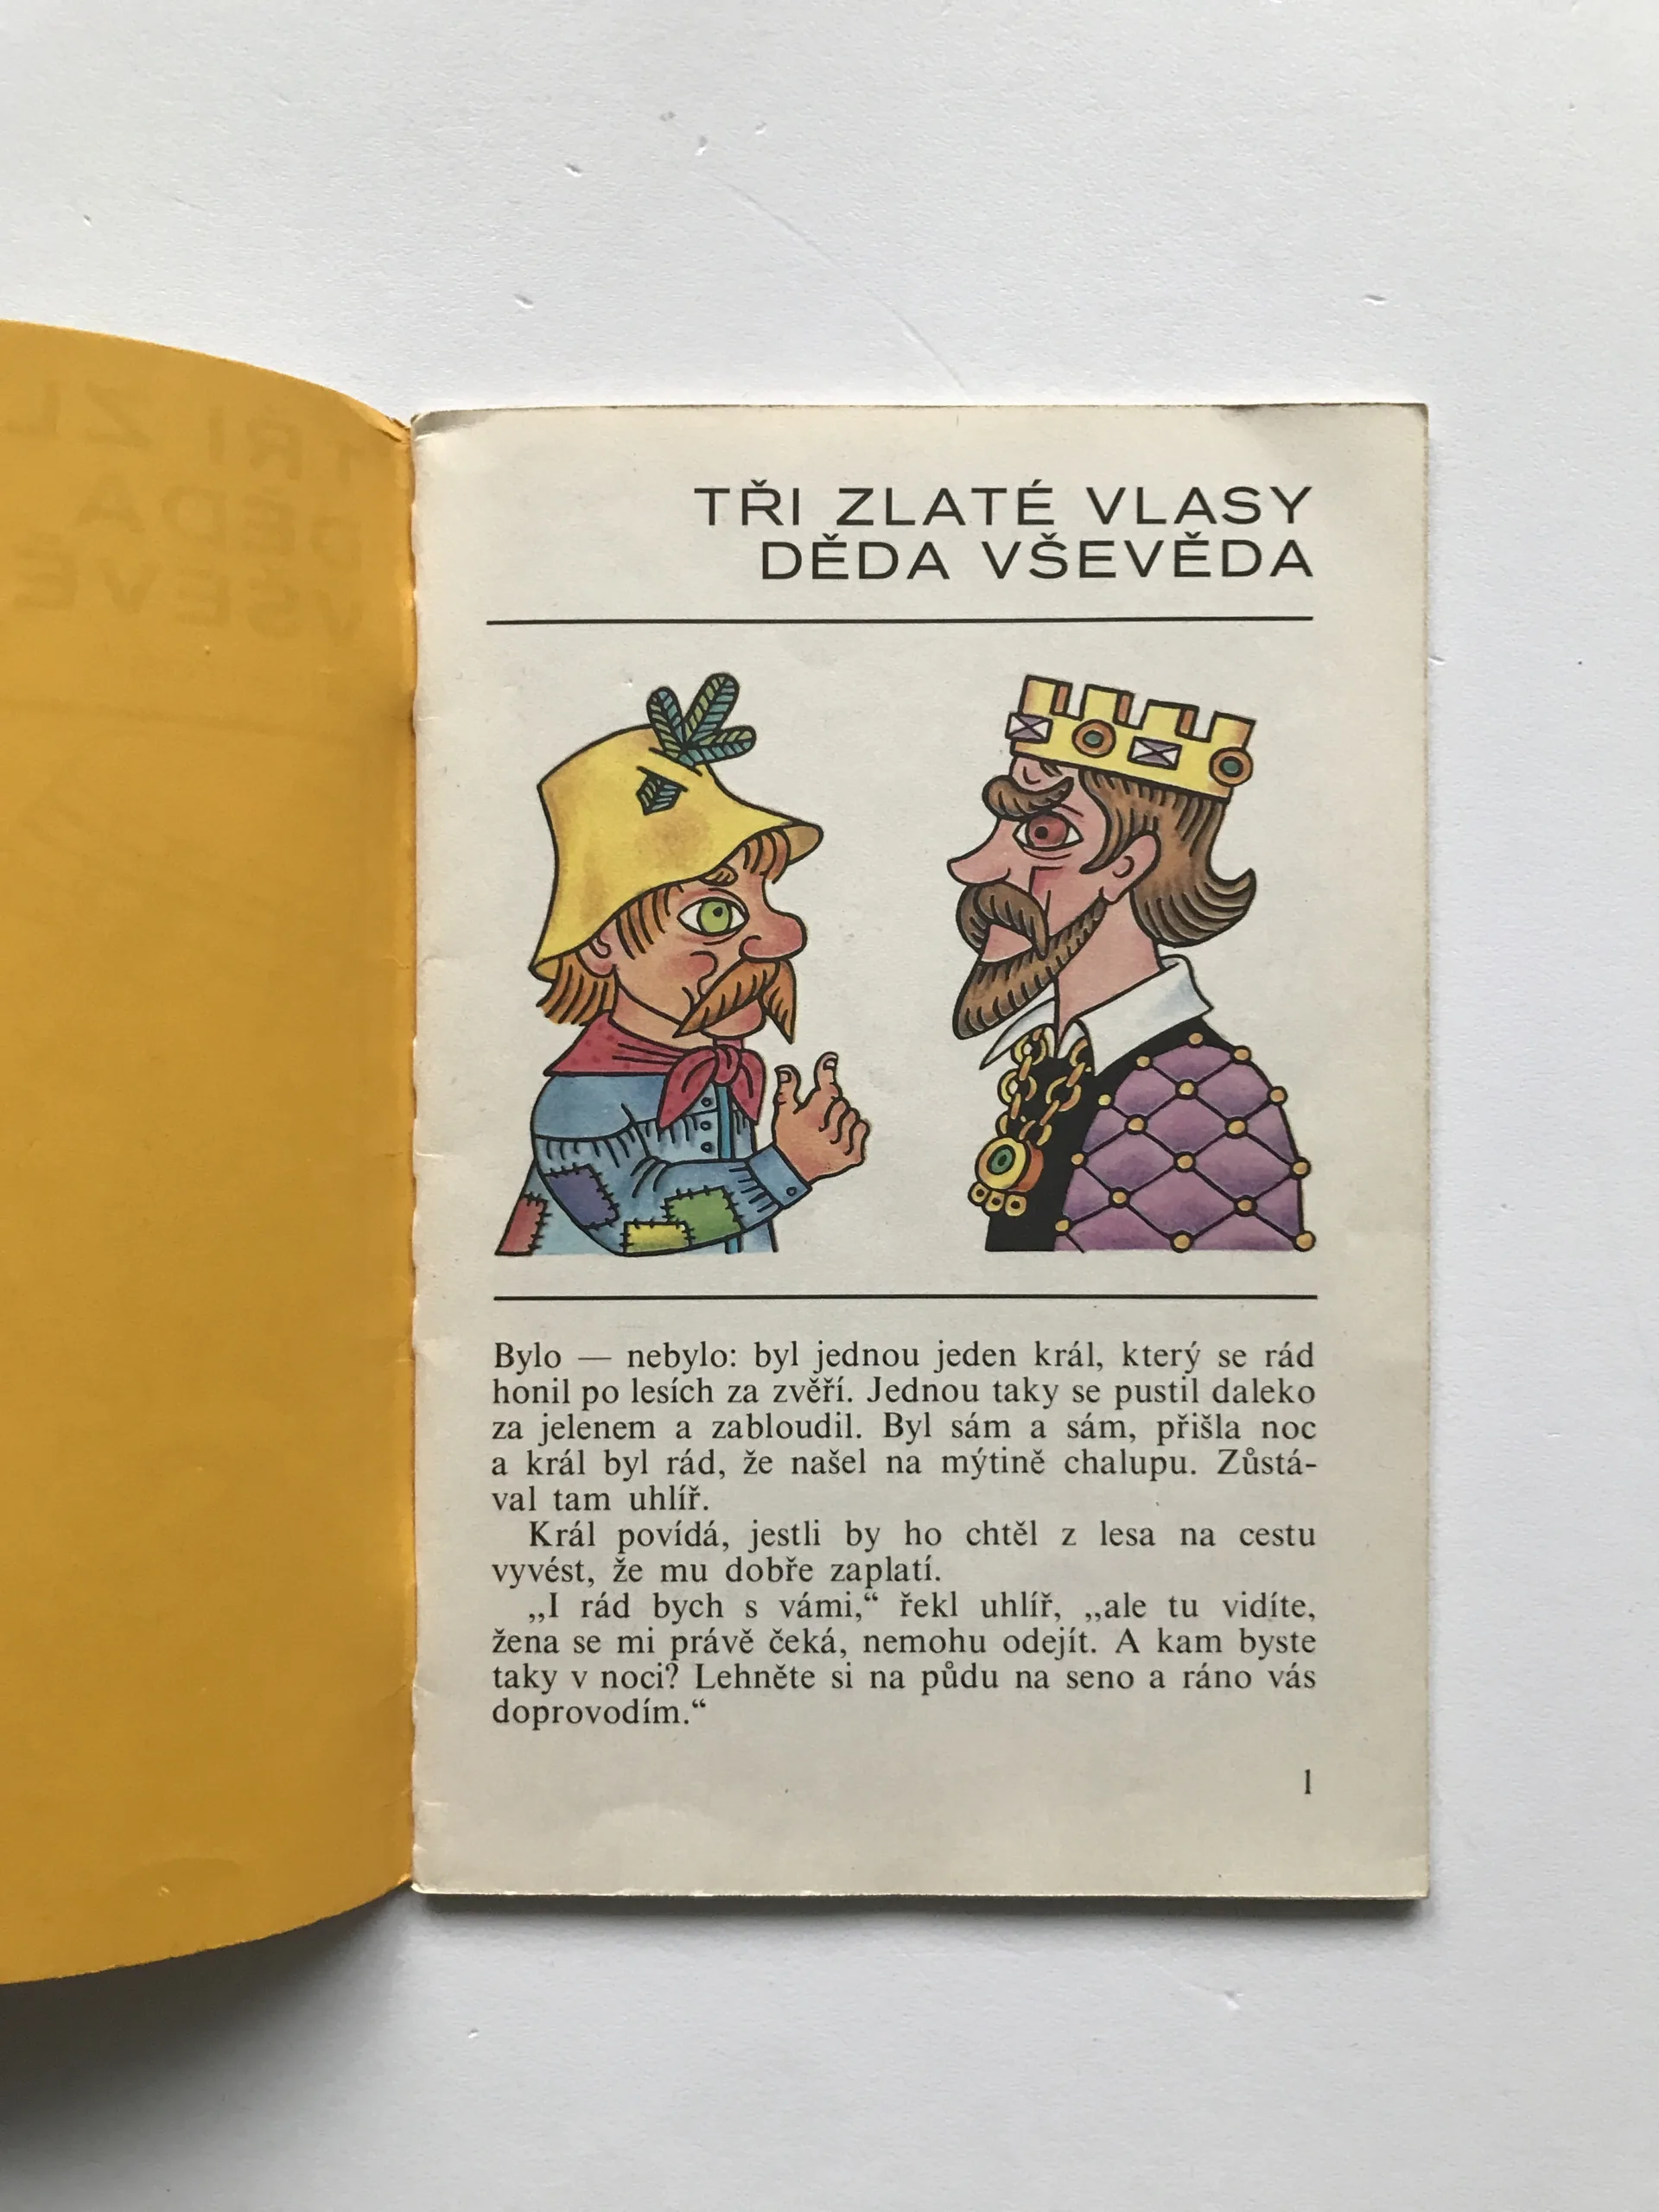 TŘI ZLATÉ VLASY
DĚDA VŠEVĚDA
Bylo — nebylo: byl jednou jeden král, který se rád
honil po lesích za zvěří. Jednou taky se pustil daleko
za jelenem a zabloudil. Byl sám a sám, přišla noc
a král byl rád, že našel na mýtině chalupu. Zůstá-
val tam uhlíř.
Král povídá, jestli by ho chtěl z lesa na cestu
vyvést, že mu dobře zaplatí.
„I rád bych s vámi,“ řekl uhlíř, „ale tu vidíte,
žena se mi právě čeká, nemohu odejít. A kam byste
taky v noci? Lehněte si na půdu na seno a ráno vás
doprovodím.“
1